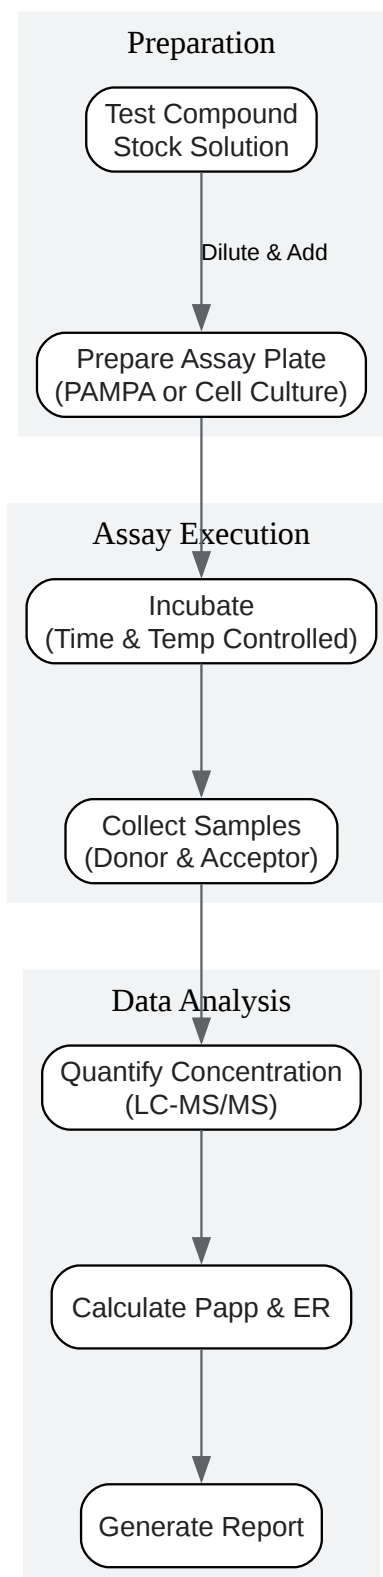 Preparation
Test Compound
Stock Solution
Dilute & Add
Prepare Assay Plate
(PAMPA or Cell Culture)
Assay Execution
Incubate
(Time & Temp Controlled)
Collect Samples
(Donor & Acceptor)
Data Analysis
Quantify Concentration
(LC-MS/MS)
Calculate Papp & ER
Generate Report